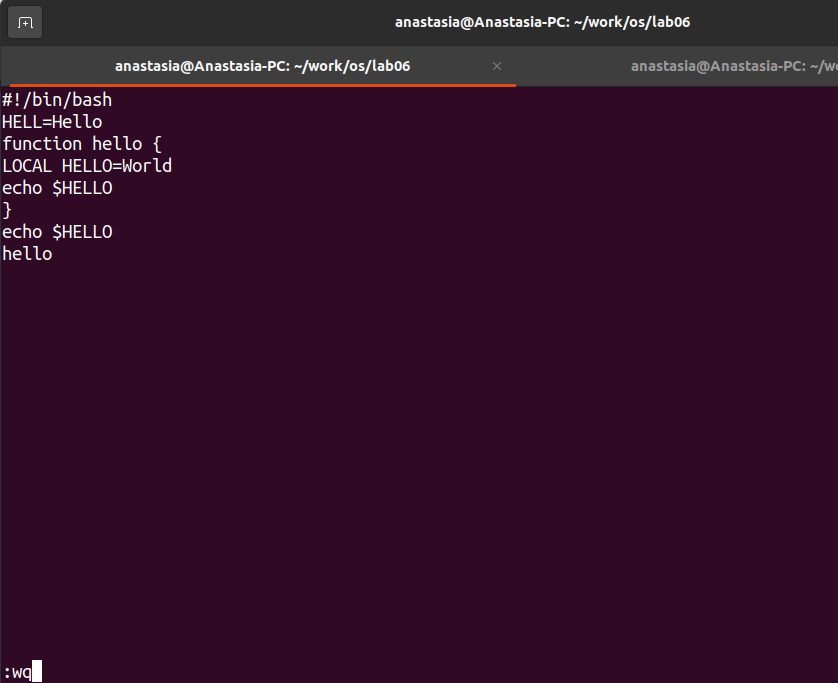 anastasia@Anastasia-PC: ~/work/os/lab06
anastasia@Anastasia-PC: ~/work/os/lab06 × anastasia@Anastasia-PC: ~/wo
#!/bin/bash
HELL=Hello
function hello {
LOCAL HELLO=World
echo $HELLO
}
echo $HELLO
hello
:wq